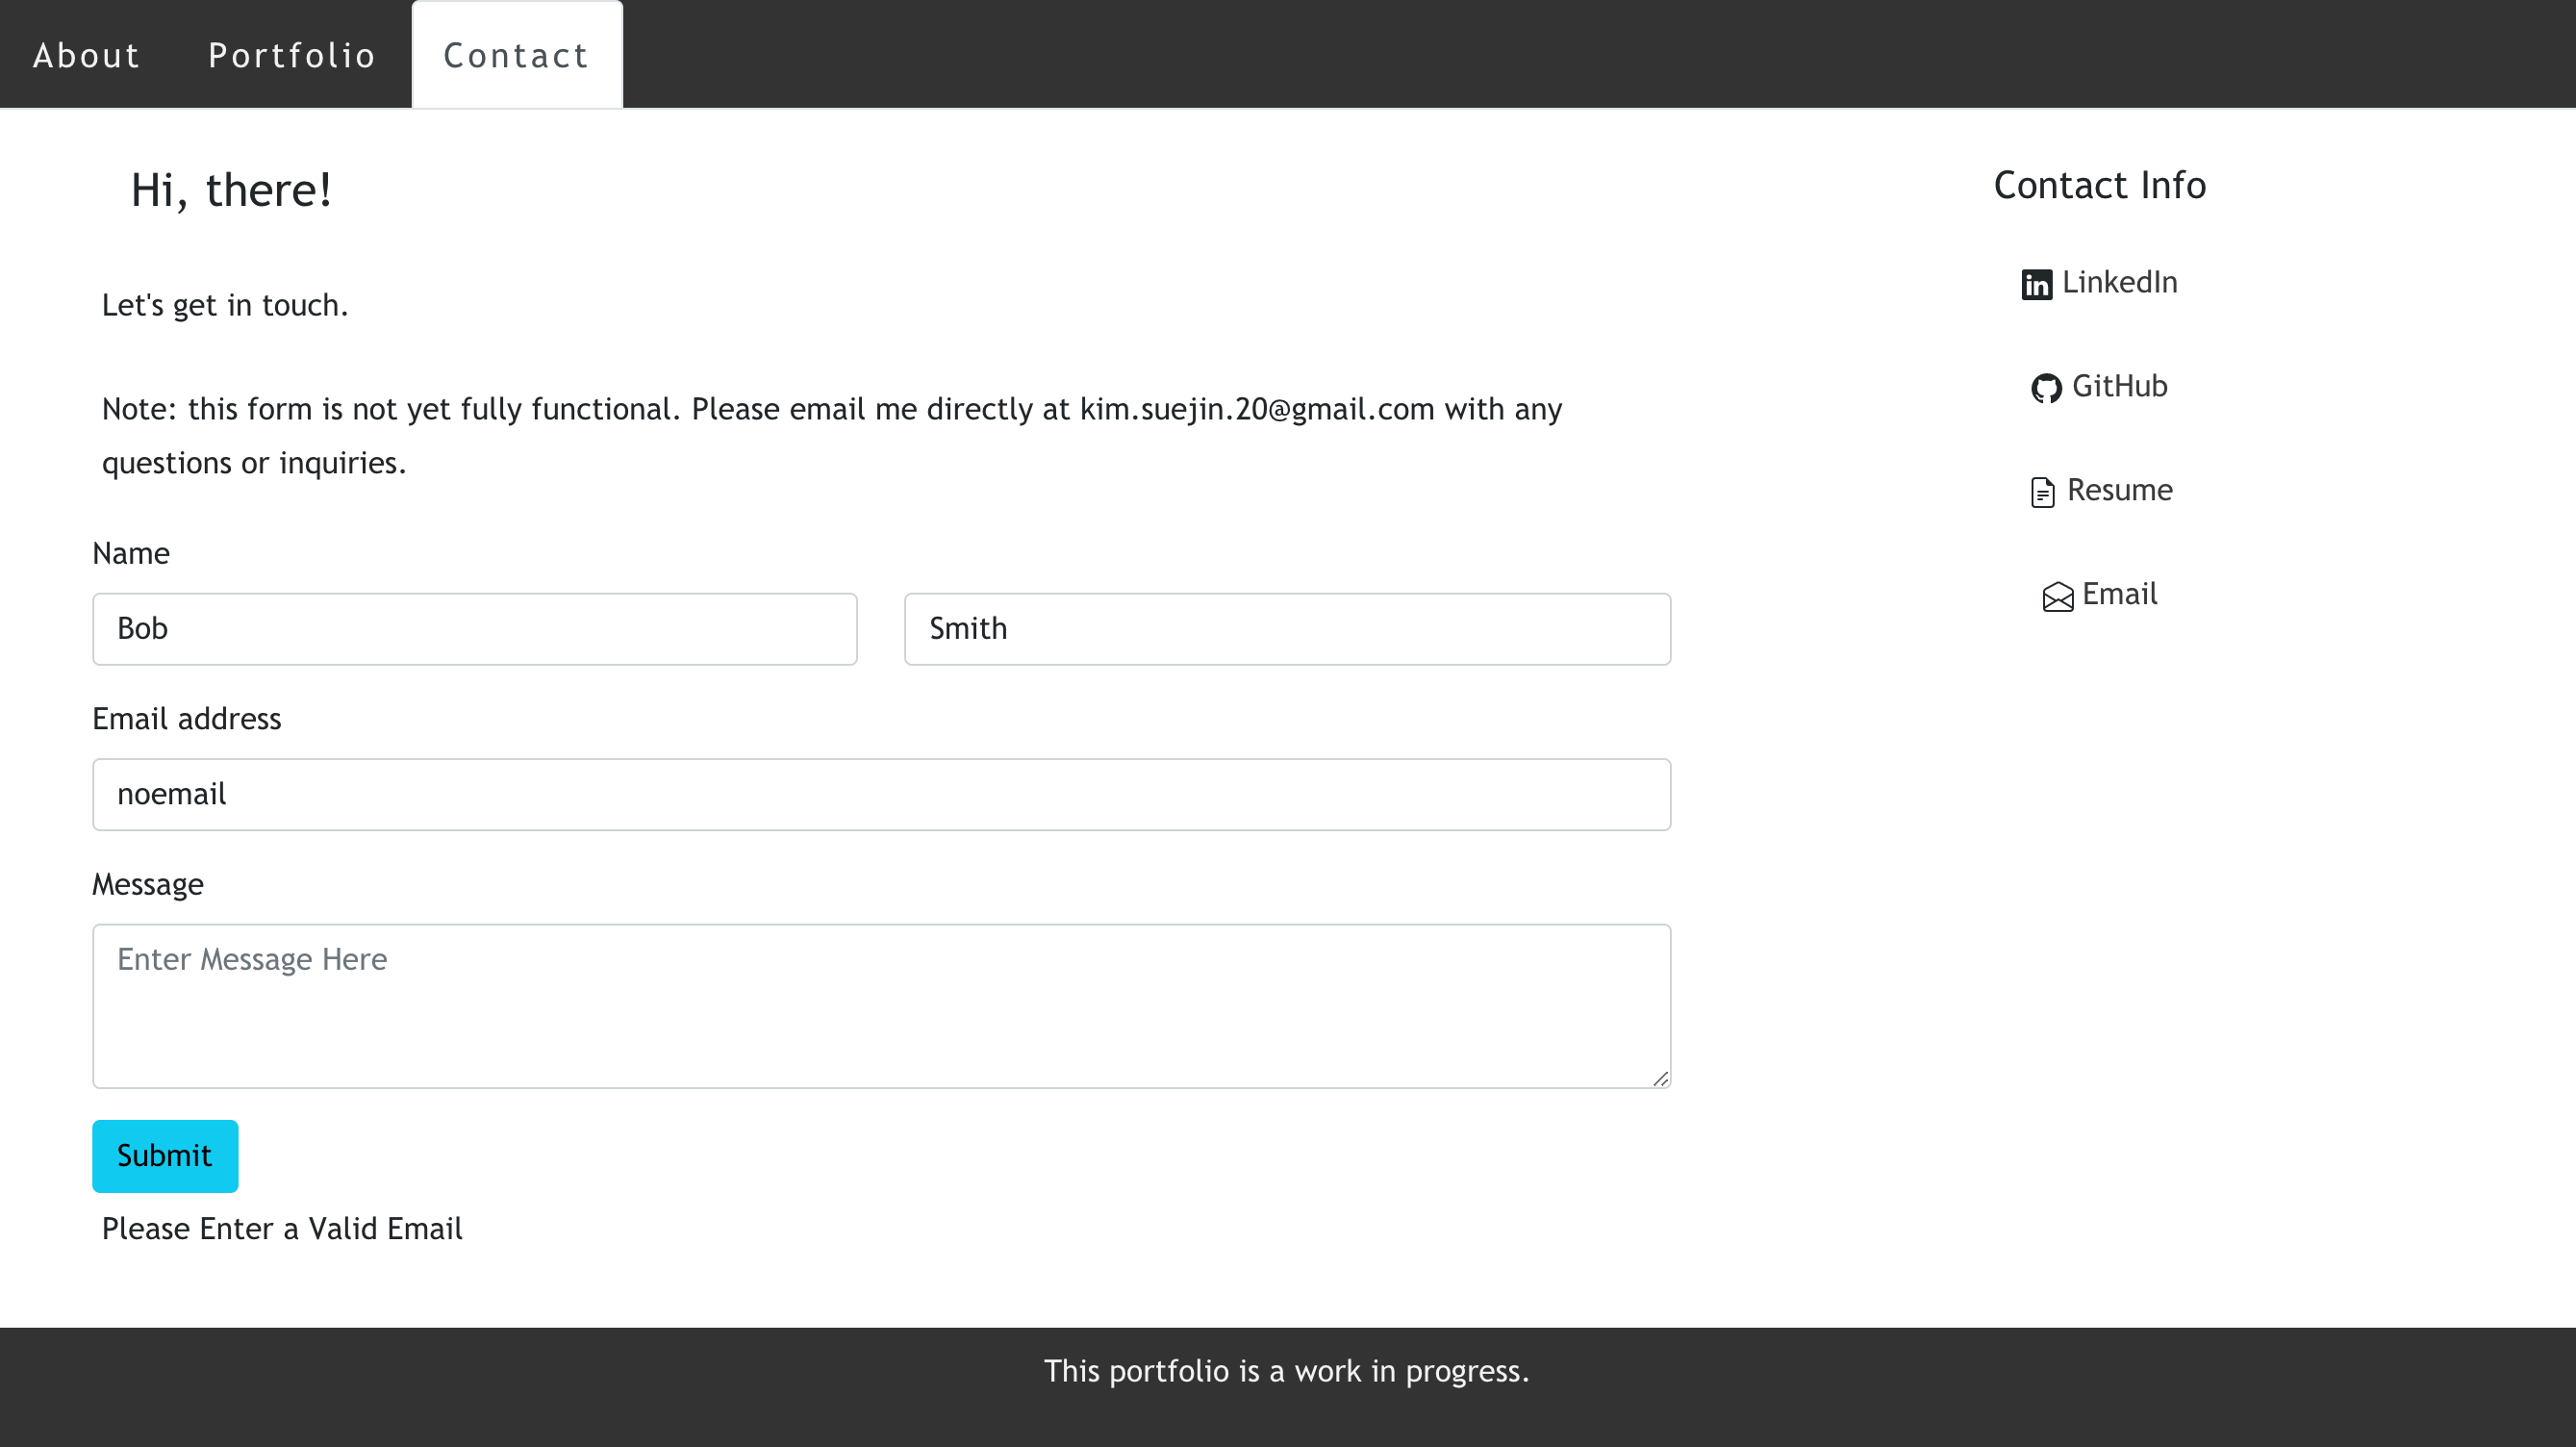 About Portfolio Contact
Hi, there!
Let's get in touch.
Note: this form is not yet fully functional. Please email me directly at kim.suejin.20@gmail.com with any
questions or inquiries.
Name
Bob Smith
Email address
noemail
Message
Enter Message Here
Submit
Please Enter a Valid Email
Contact Info
in LinkedIn
GitHub
Resume
Email
This portfolio is a work in progress.